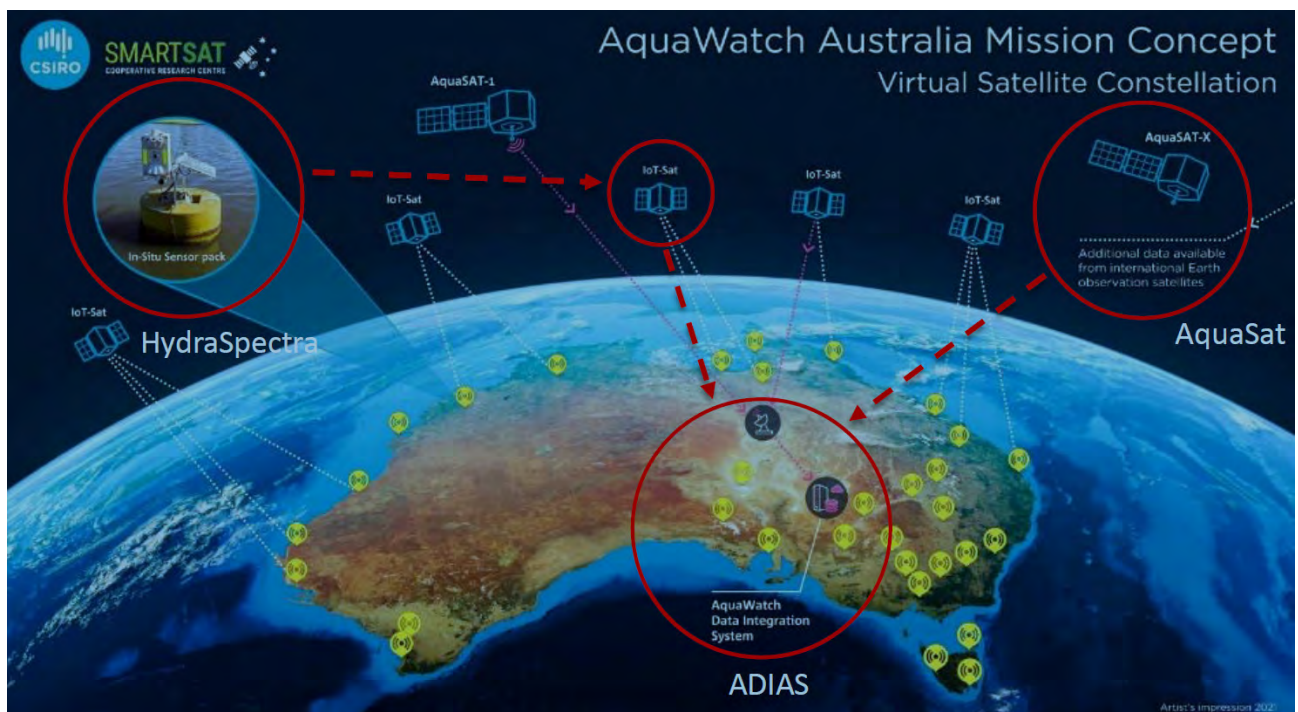 CSIRO
SMARTSAT
COOPERATIVE RESEARCH CENTRE
AquaWatch Australia Mission Concept
Virtual Satellite Constellation
AquaSAT-1
AquaSAT-X
IoT-Sat
IoT-Sat
IoT-Sat
IoT-Sat
In-Situ Sensor pack
Additional data available
from international Earth
observation satellites
IoT-Sat
HydraSpectra
AquaSat
AquaWatch
Data Integration
System
ADIAS
Artist's impression 2021